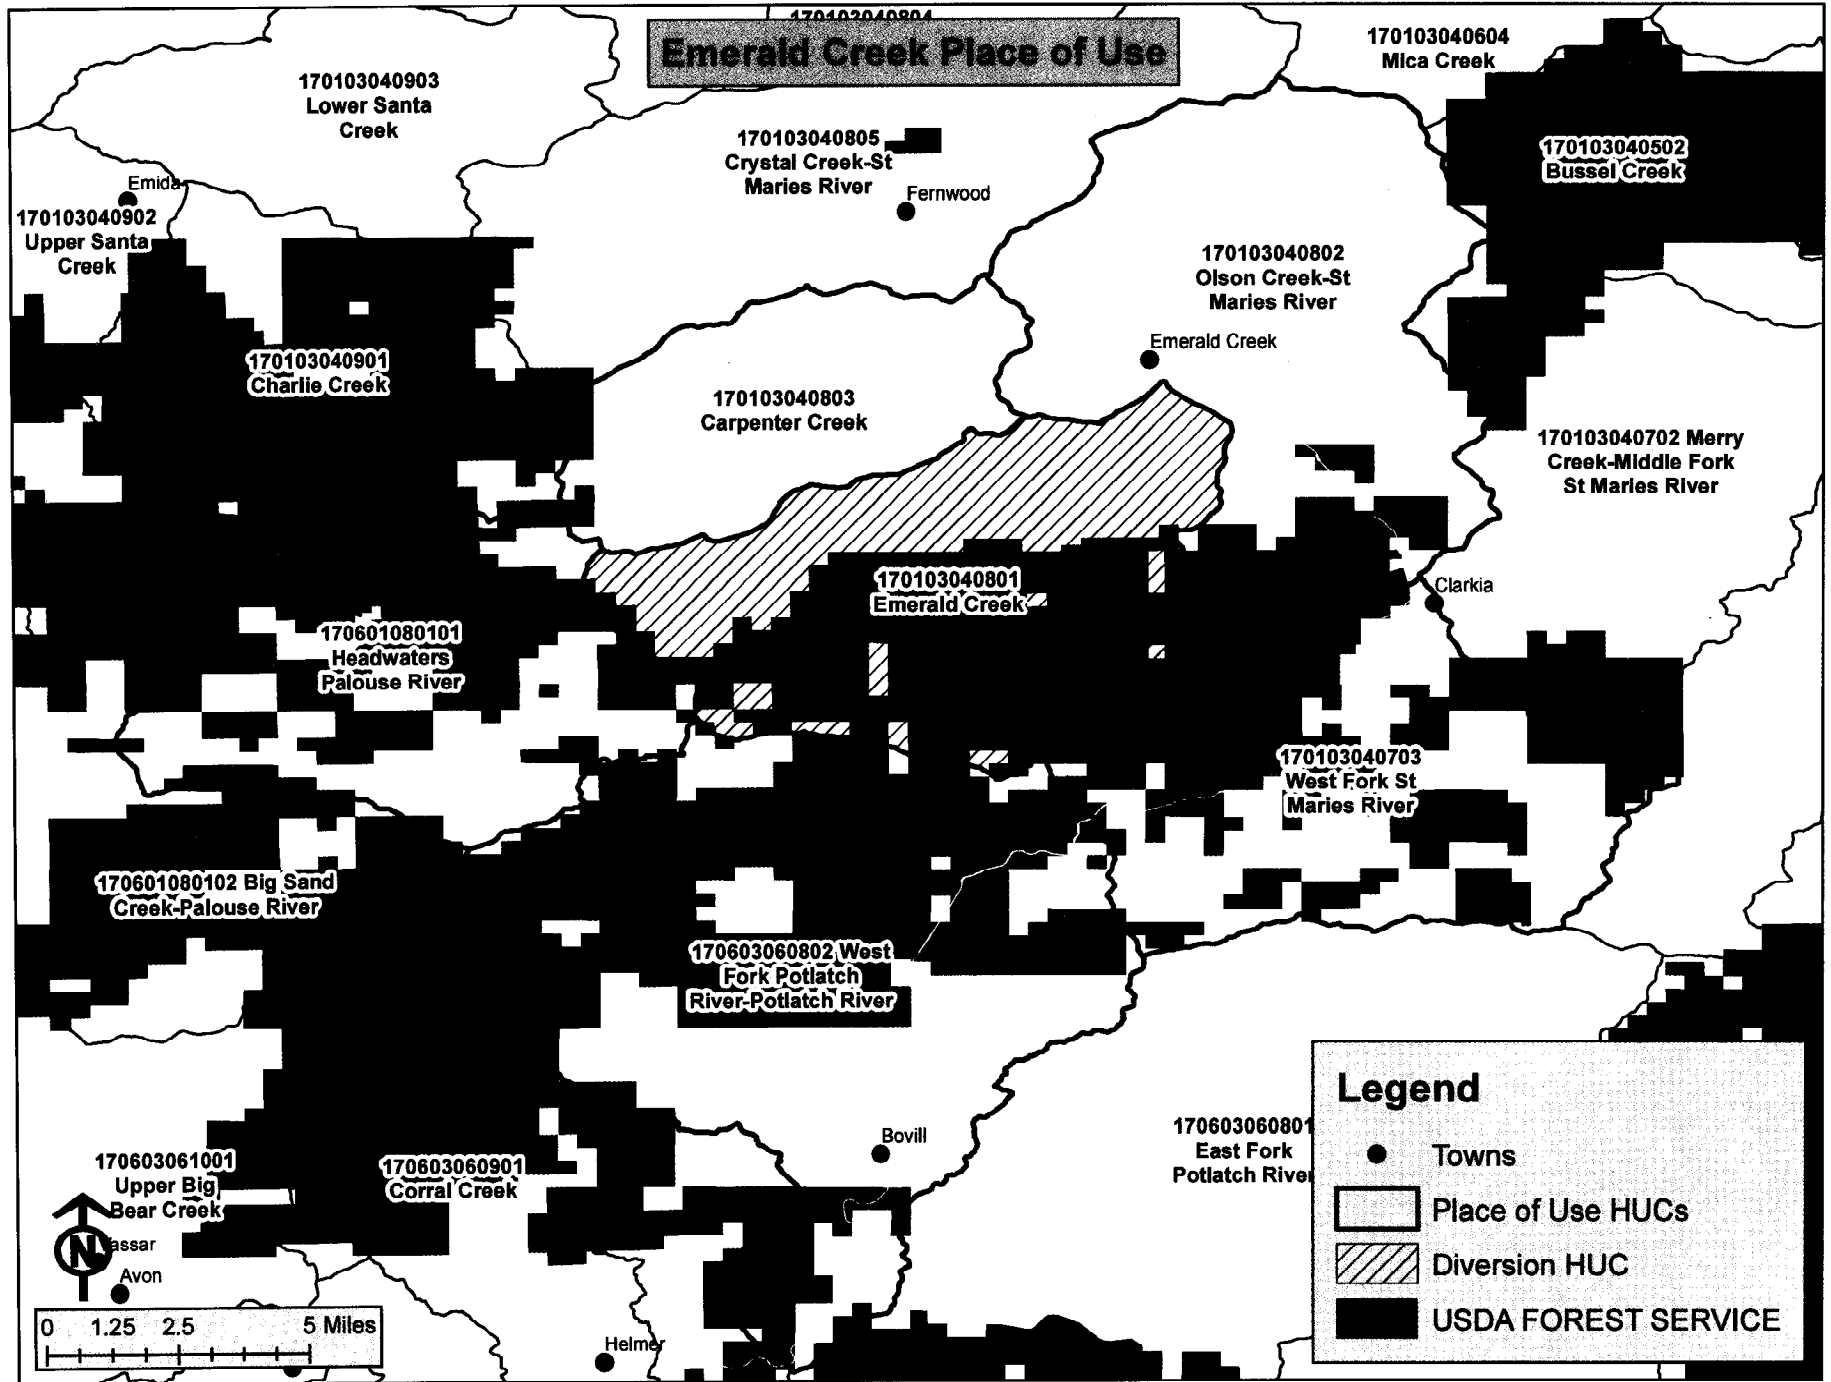 170103040804
Emerald Creek Place of Use
170103040604
Mica Creek
170103040903
Lower Santa
Creek
170103040805
Crystal Creek-St
Maries River
170103040502
Bussel Creek
Emida
Fernwood
170103040902
Upper Santa
Creek
170103040802
Olson Creek-St
Maries River
Emerald Creek
170103040901
Charlie Creek
170103040803
Carpenter Creek
170103040702 Merry
Creek-Middle Fork
St Maries River
170103040801
Emerald Creek
Clarkia
170601080101
Headwaters
Palouse River
170103040703
West Fork St
Maries River
170601080102 Big Sand
Creek-Palouse River
170603060802 West
Fork Potlatch
River-Potlatch River
Bovill
170603060801
East Fork
Potlatch River
170603061001
Upper Big
Bear Creek
170603060901
Corral Creek
N
assar
Avon
Helmer
0 1.25 2.5 5 Miles
Legend
Towns
Place of Use HUCs
Diversion HUC
USDA FOREST SERVICE